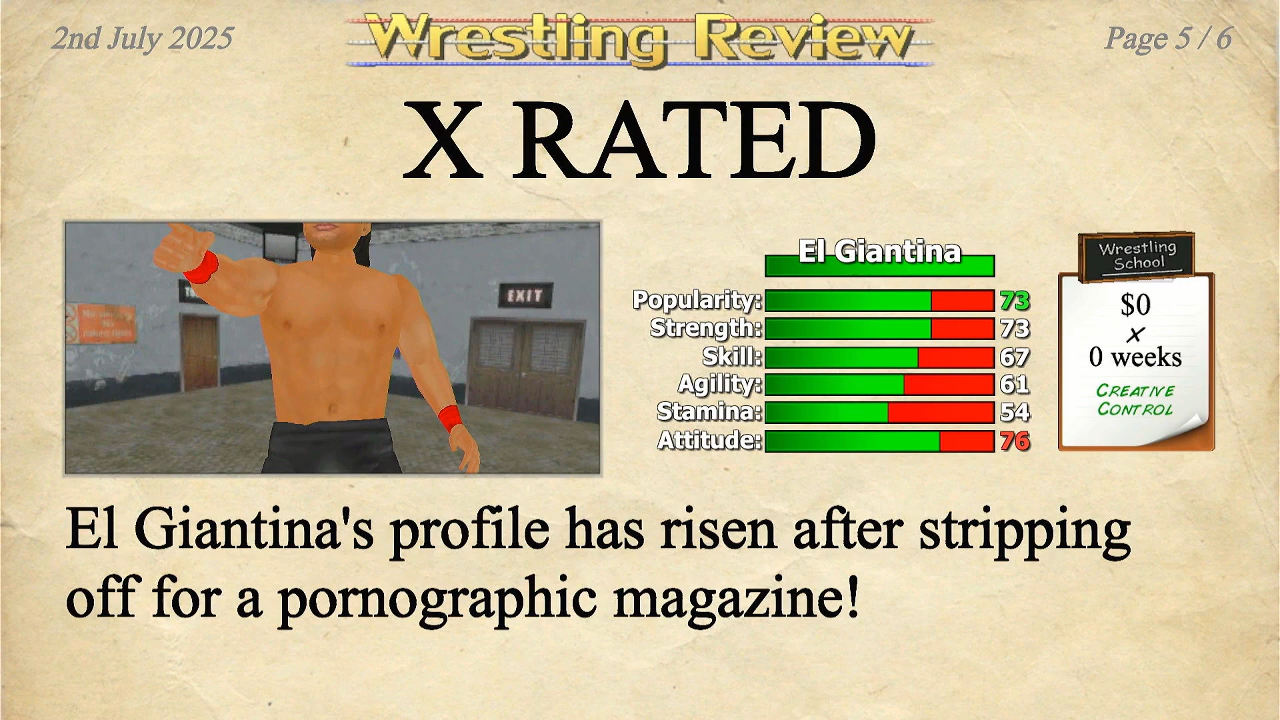 2nd July 2025
Wrestling Review
Page 5 / 6
X RATED
EXIT
El Giantina
Popularity: 73
Strength: 73
Skill: 67
Agility: 61
Stamina: 54
Attitude: 76
Wrestling
School
$0
x
0 weeks
CREATIVE
CONTROL
El Giantina's profile has risen after stripping
off for a pornographic magazine!